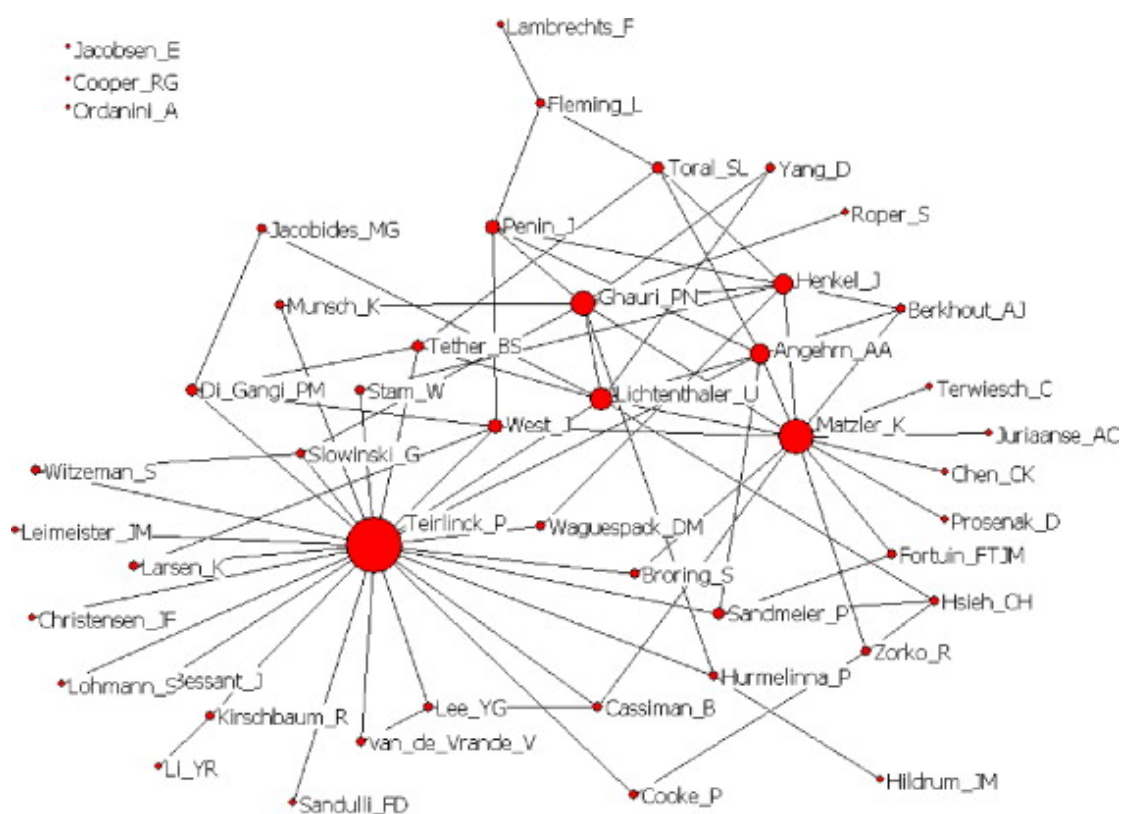 Lambrechts_F
Jacobsen_E
Cooper_RG
Ordanini_A
Fleming_L
Toral_SL
Yang_D
Roper_S
Penin_J
Jacobides_MG
Henkel_J
Ghauri_PN
Munsch_K
Berkhout_AJ
Tether_BS
Angehrn_AA
Di_Gangi_PM
Stam_W
Lichtenthaler_U
Terwiesch_C
West_J
Matzler_K
Juriaanse_AC
Slowinski_G
Witzeman_S
Chen_CK
Teirlinck_P
Waguespack_DM
Prosenak_D
Leimeister_JM
Fortuin_FTJM
Larsen_K
Broring_S
Hsieh_CH
Christensen_JF
Sandmeier_P
Zorko_R
Lohmann_S
Bessant_J
Hurmelinna_P
Kirschbaum_R
Lee_YG
Cassiman_B
van_de_Vrande_V
Li_YR
Hildrum_JM
Sandulli_FD
Cooke_P